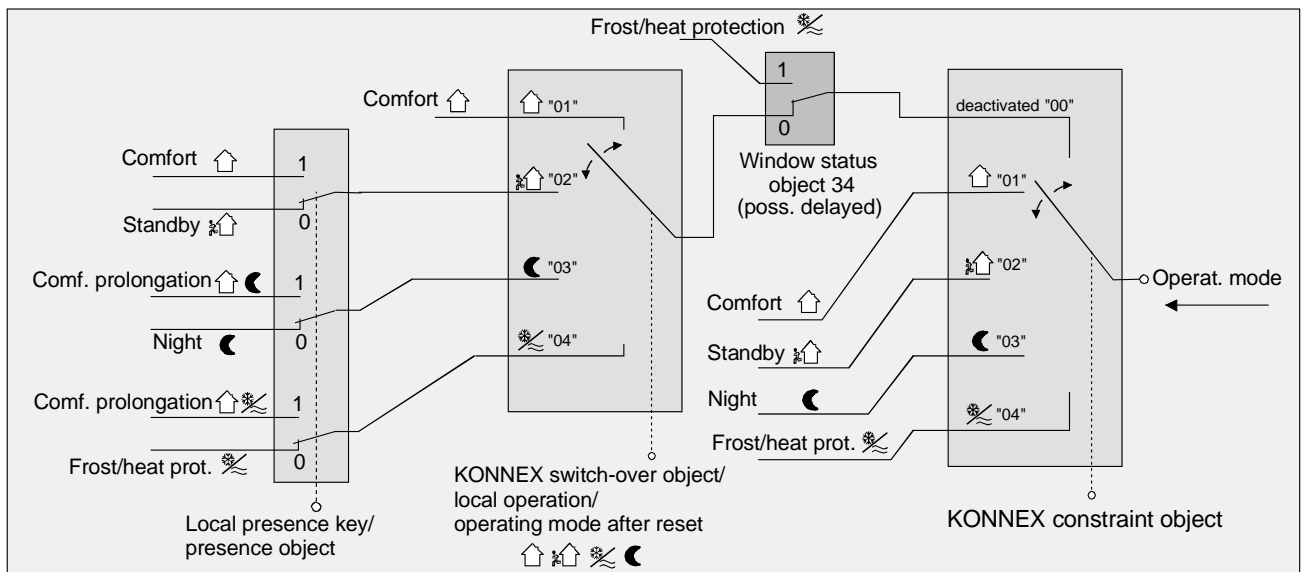 Frost/heat protection
1
0
Window status
object 34
(poss. delayed)
Comfort
"01"
"02"
"03"
"04"
Comfort
1
Standby
0
Comf. prolongation
1
Night
0
Comf. prolongation
1
Frost/heat prot.
0
Local presence key/
presence object
KONNEX switch-over object/
local operation/
operating mode after reset
deactivated "00"
"01"
"02"
"03"
"04"
Comfort
Standby
Night
Frost/heat prot.
Operat. mode
KONNEX constraint object